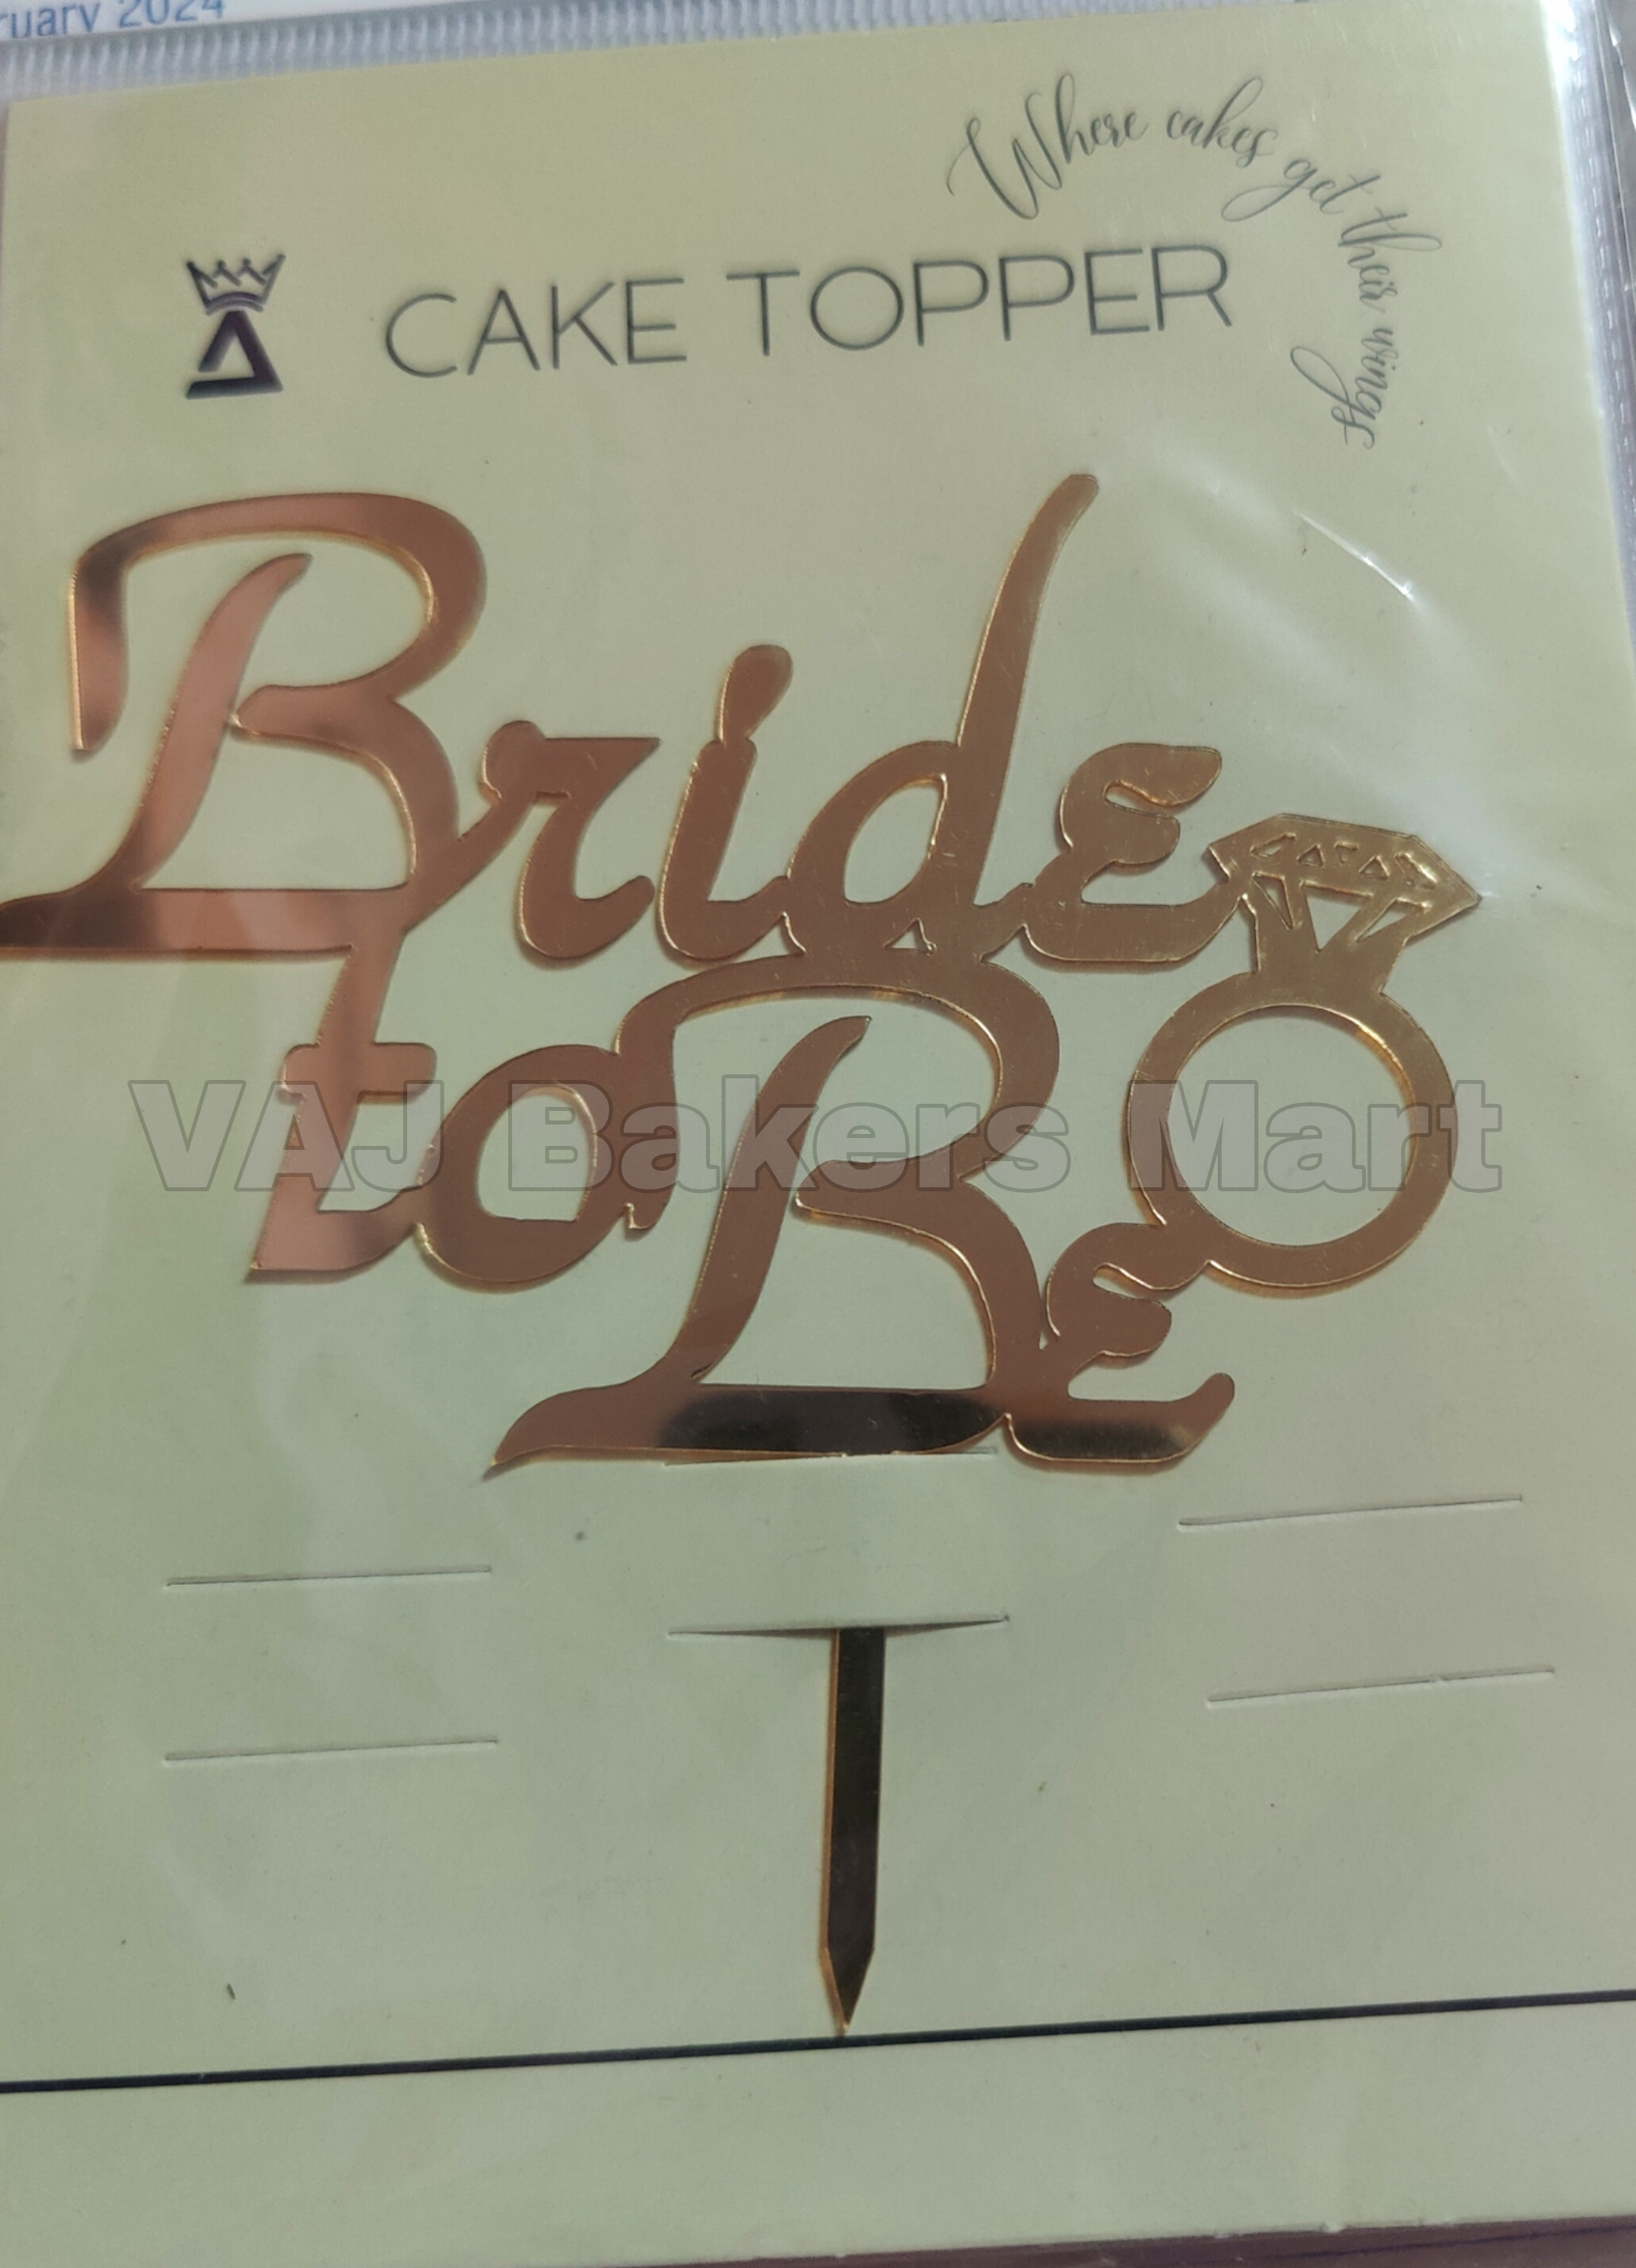 ruary 2024
Where cakes get their wings
CAKE TOPPER
Bride
to Be
VAJ Bakers Mart